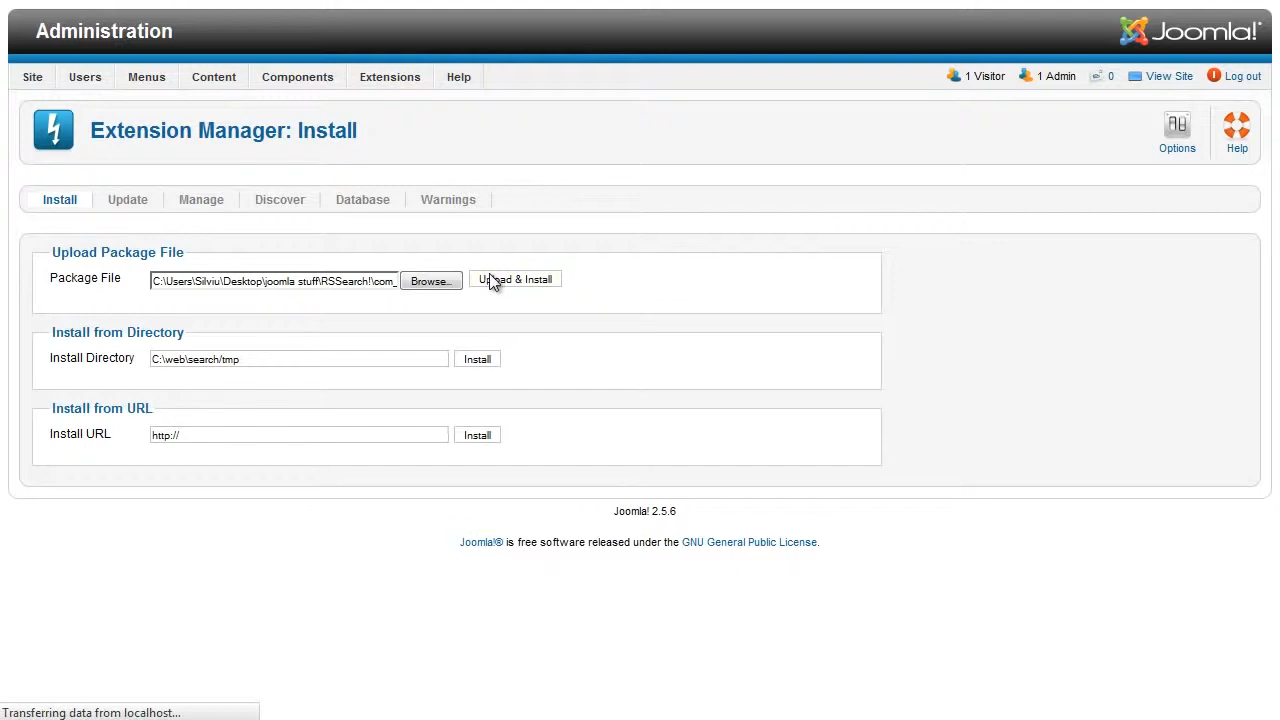 Administration
Joomla!®
Site Users Menus Content Components Extensions Help
1 Visitor 1 Admin 0 View Site Log out
Extension Manager: Install
Options
Help
Install Update Manage Discover Database Warnings
Upload Package File
Package File C:\Users\Silviu\Desktop\joomla stuff\RSSearch!\com_ Browse... Upload & Install
Install from Directory
Install Directory C:\web\search/tmp Install
Install from URL
Install URL http:// Install
Joomla! 2.5.6
Joomla!® is free software released under the GNU General Public License.
Transferring data from localhost...